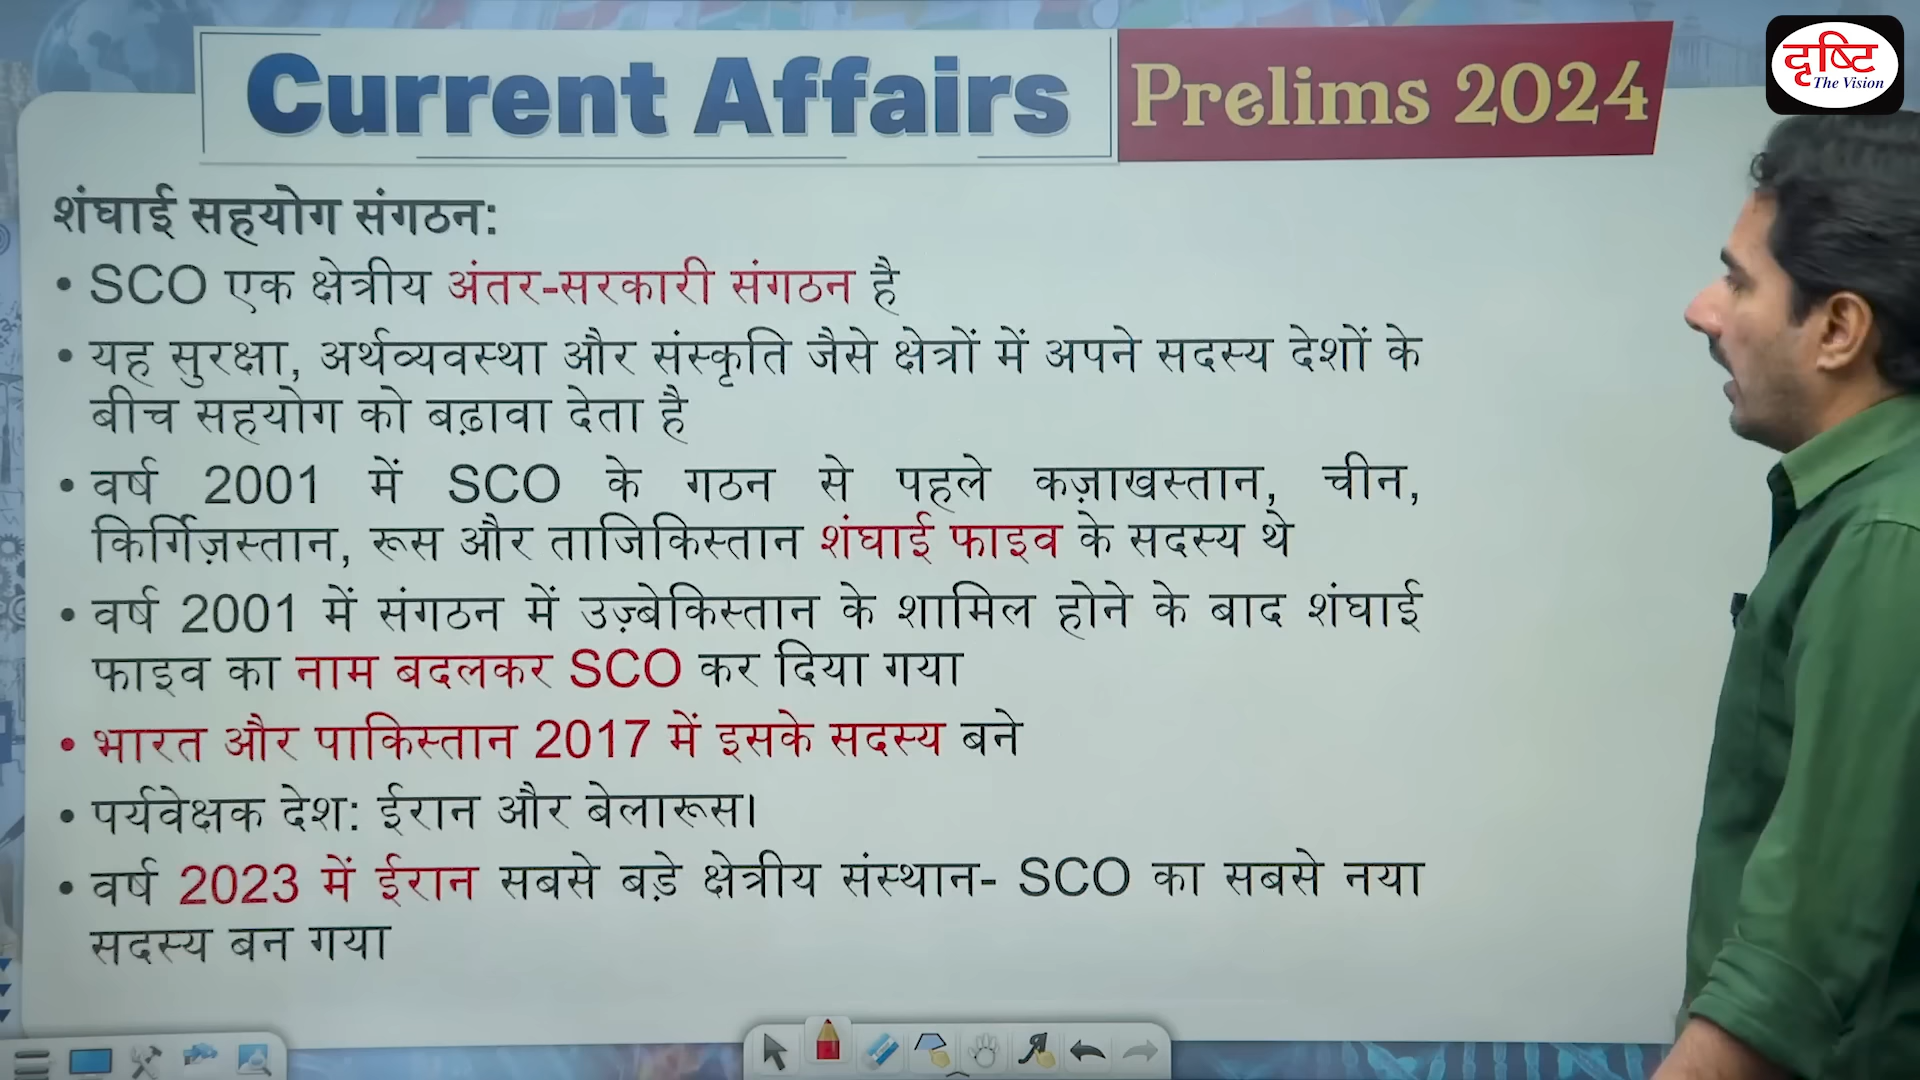 Current Affairs Prelims 2024
दृष्टि
The Vision
शंघाई सहयोग संगठन:
• SCO एक क्षेत्रीय अंतर-सरकारी संगठन है
• यह सुरक्षा, अर्थव्यवस्था और संस्कृति जैसे क्षेत्रों में अपने सदस्य देशों के
बीच सहयोग को बढ़ावा देता है
• वर्ष 2001 में SCO के गठन से पहले कज़ाखस्तान, चीन,
किर्गिज़स्तान, रूस और ताजिकिस्तान शंघाई फाइव के सदस्य थे
• वर्ष 2001 में संगठन में उज़्बेकिस्तान के शामिल होने के बाद शंघाई
फाइव का नाम बदलकर SCO कर दिया गया
• भारत और पाकिस्तान 2017 में इसके सदस्य बने
• पर्यवेक्षक देश: ईरान और बेलारूस।
• वर्ष 2023 में ईरान सबसे बड़े क्षेत्रीय संस्थान- SCO का सबसे नया
सदस्य बन गया